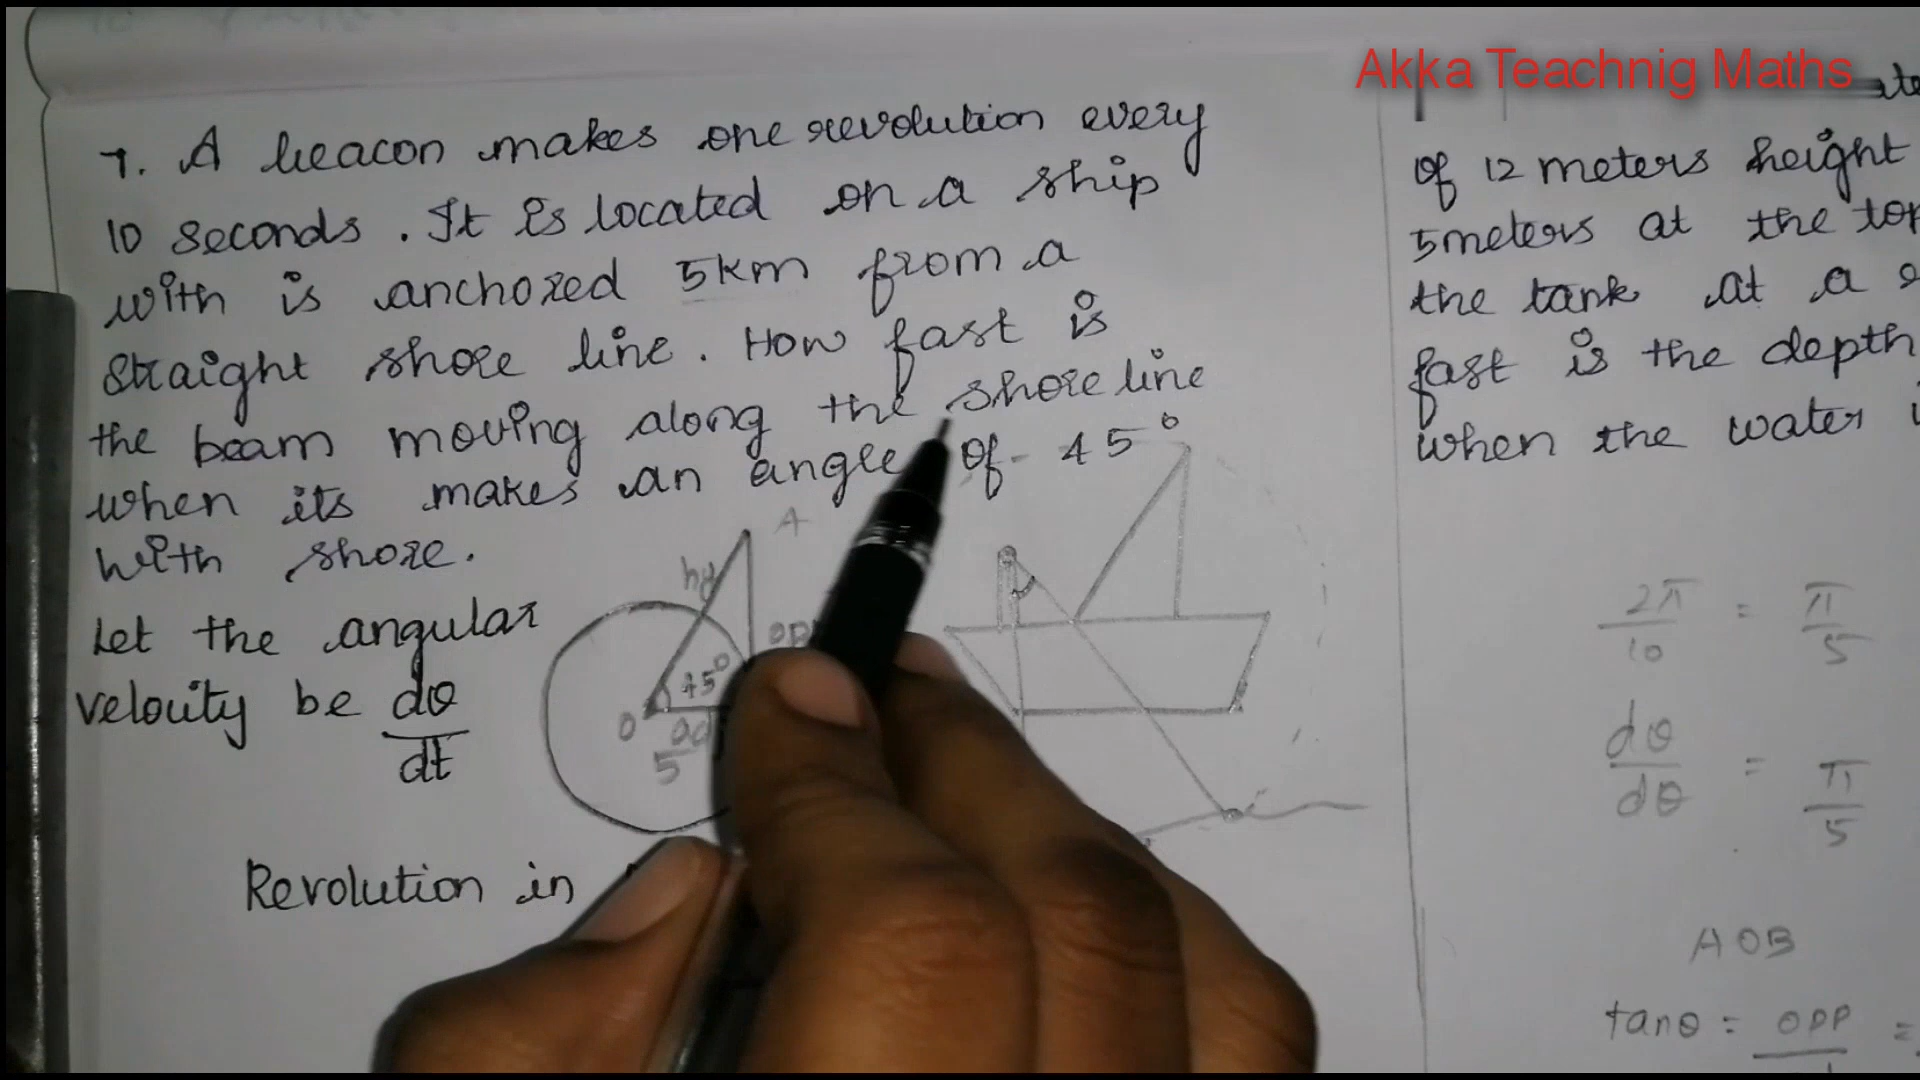 Akka Teachnig Maths
7. A beacon makes one revolution every
10 seconds. It is located on a ship
with is anchored 5km from a
straight shore line. How fast is
the beam moving along the shore line
when its makes an angle of 45°
with shore.
Let the angular
velocity be dθ
dt
A
hy
45°
O
5
Revolution in
of 12 meters height
5meters at the top
the tank at a
fast is the depth
when the water
2π = π
10 5
dθ = π
dθ 5
AOB
tanθ = opp =